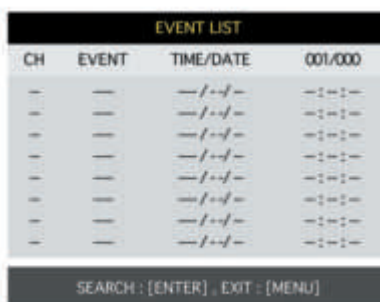 EVENT LIST
CH EVENT TIME/DATE 001/000
– — —/--/– –:–:–
– — —/--/– –:–:–
– — —/--/– –:–:–
– — —/--/– –:–:–
– — —/--/– –:–:–
– — —/--/– –:–:–
– — —/--/– –:–:–
– — —/--/– –:–:–
SEARCH : [ENTER] , EXIT : [MENU]